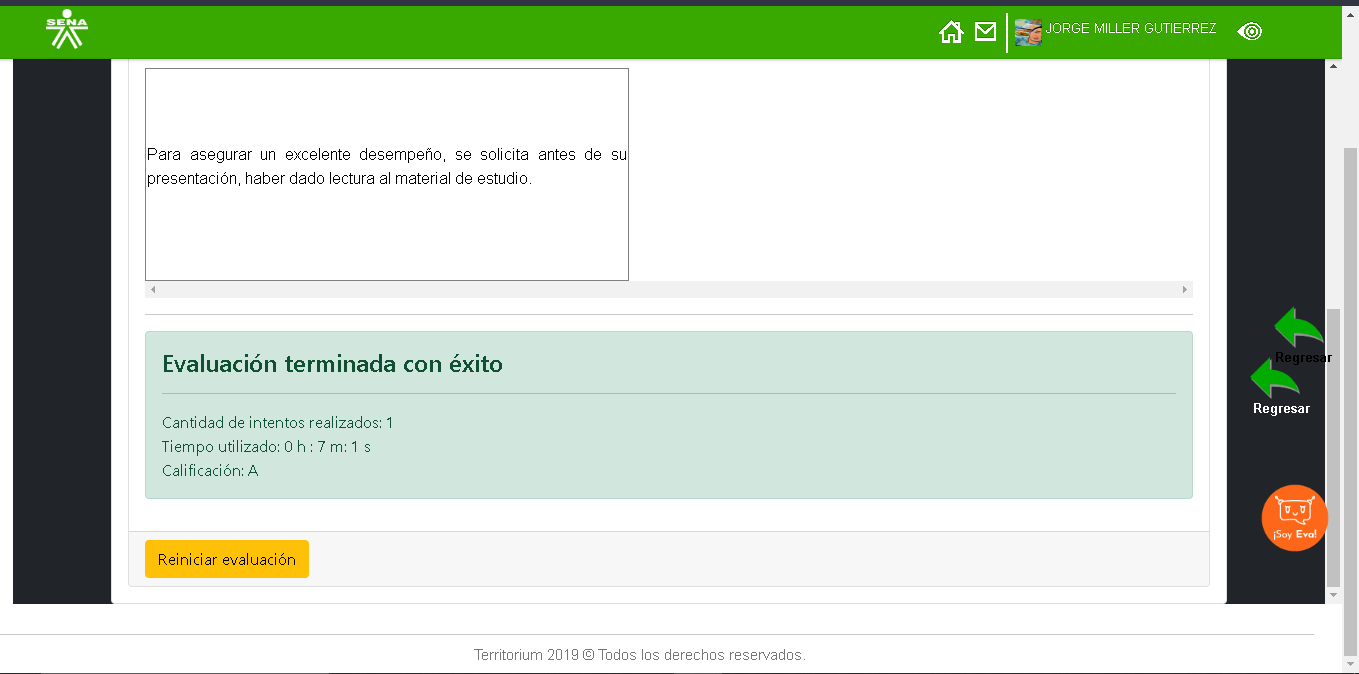 SENA
JORGE MILLER GUTIERREZ
Para asegurar un excelente desempeño, se solicita antes de su
presentación, haber dado lectura al material de estudio.
Evaluación terminada con éxito
Cantidad de intentos realizados: 1
Tiempo utilizado: 0 h : 7 m: 1 s
Calificación: A
Regresar
Regresar
¡Soy Eva!
Reiniciar evaluación
Territorium 2019 © Todos los derechos reservados.